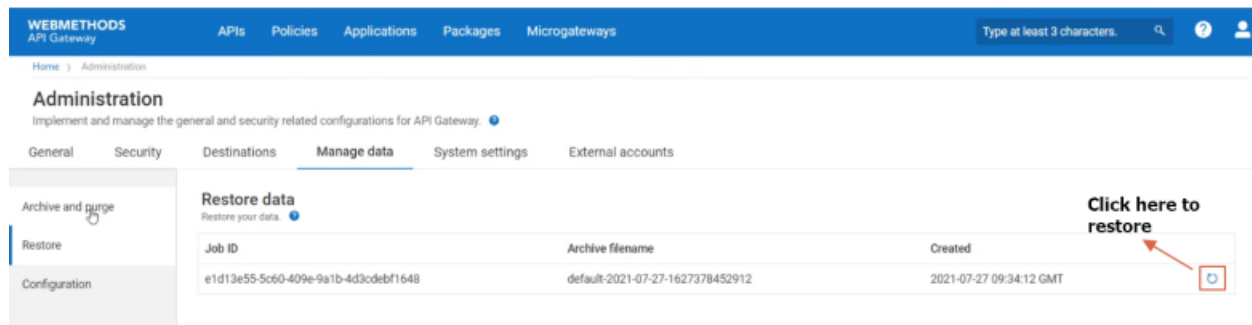 WEBMETHODS
API Gateway
APIs Policies Applications Packages Microgateways
Type at least 3 characters.
Home > Administration
Administration
Implement and manage the general and security related configurations for API Gateway.
General Security Destinations Manage data System settings External accounts
Archive and purge
Restore
Configuration
Restore data
Restore your data.
Click here to
restore
Job ID Archive filename Created
e1d13e55-5c60-409e-9a1b-4d3cdebf1648 default-2021-07-27-1627378452912 2021-07-27 09:34:12 GMT